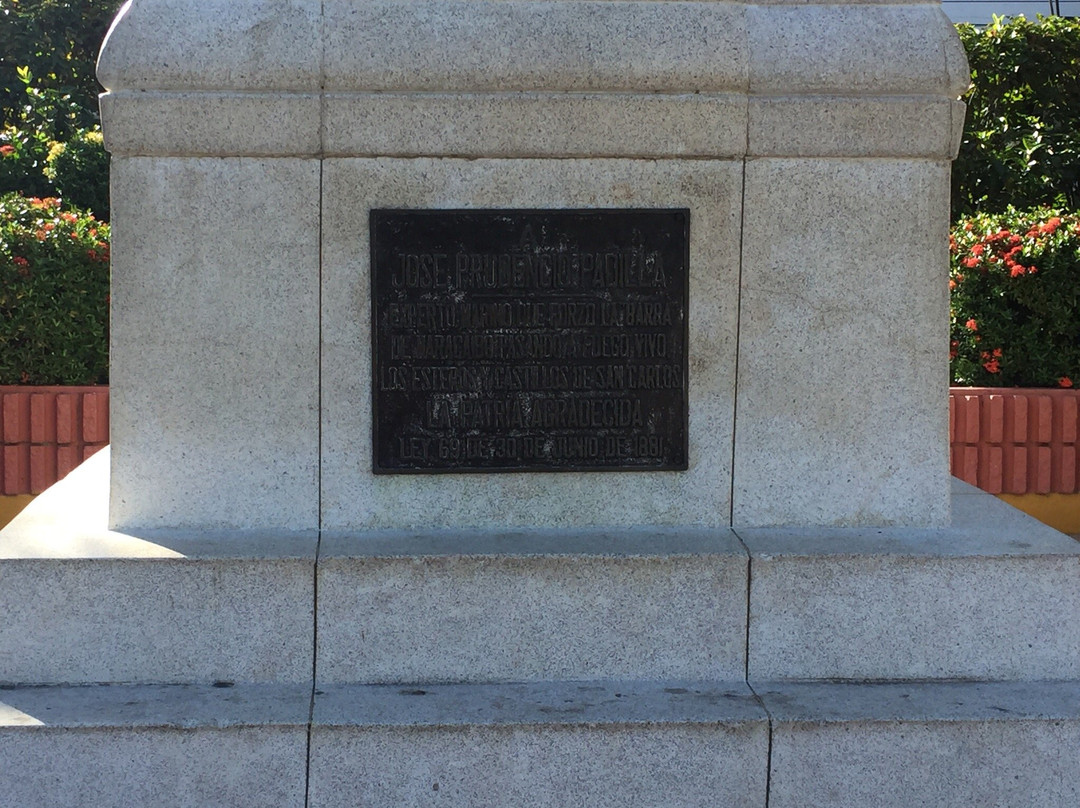 A
JOSE PRUDENCIO PADILLA
EXPERTO MARINO QUE FORZO LA BARRA
DE MARACAIBO PASANDO A FUEGO VIVO
LOS ESTEROS Y CASTILLOS DE SAN CARLOS
LA PATRIA AGRADECIDA
LEY 69 DE 30 DE JUNIO DE 1881